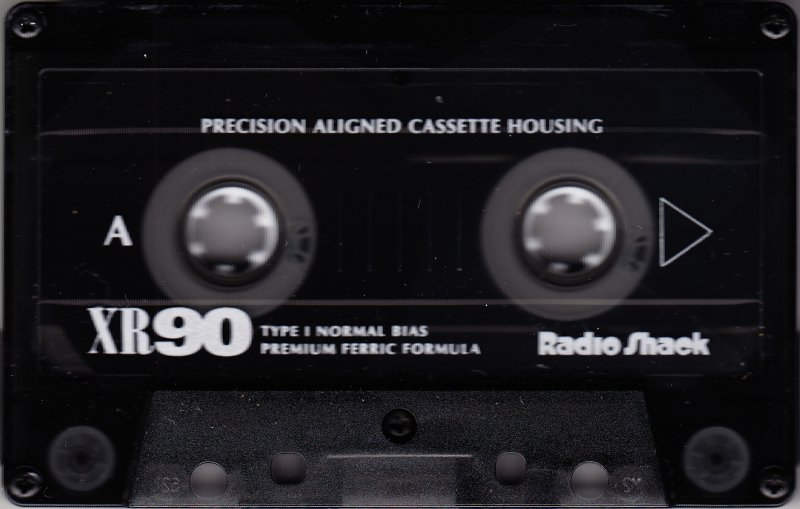 PRECISION ALIGNED CASSETTE HOUSING
A
XR90
TYPE I NORMAL BIAS
PREMIUM FERRIC FORMULA
Radio Shack